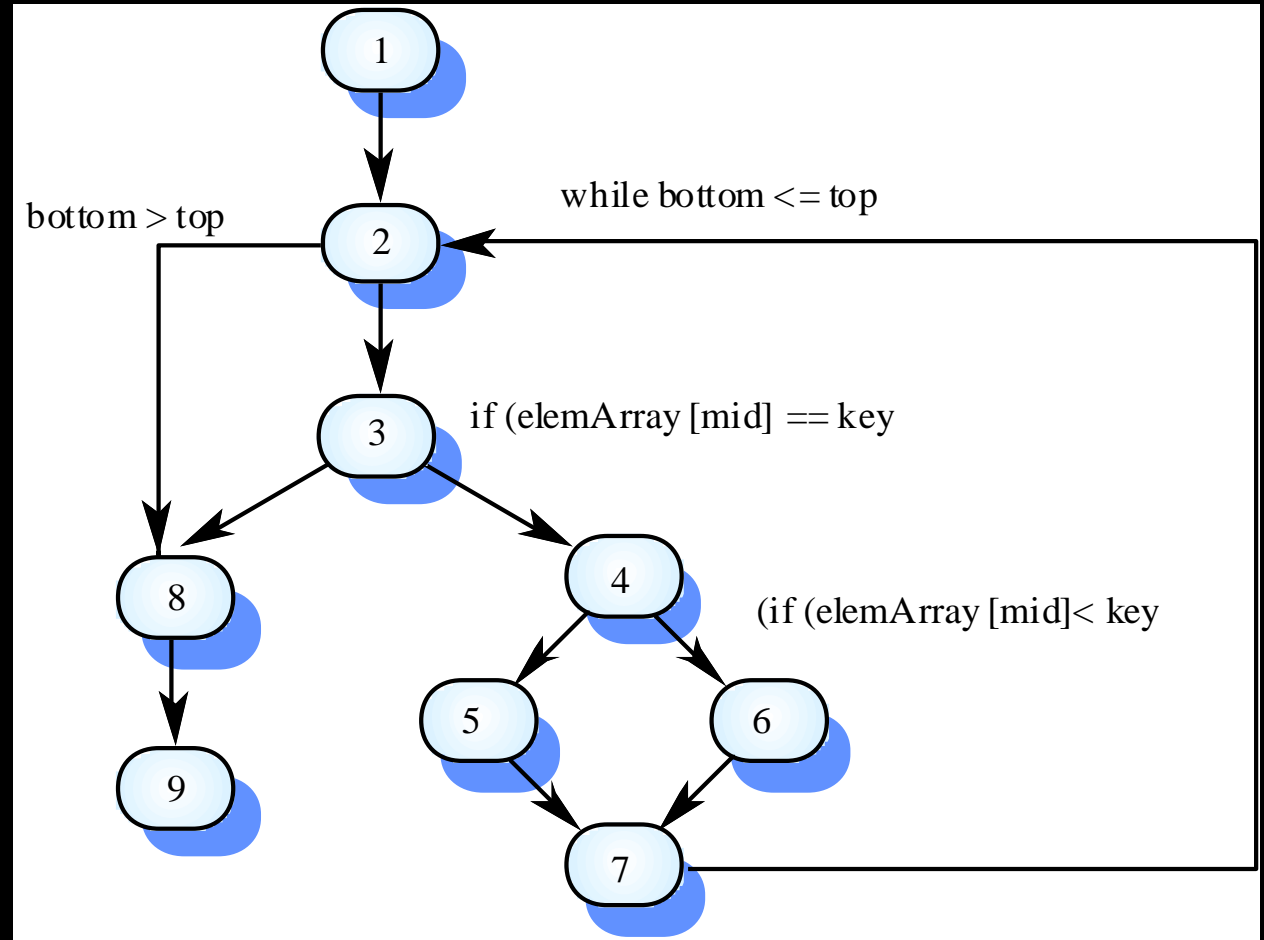 1
while bottom <= top
bottom > top
2
3
if (elemArray [mid] == key
4
8
(if (elemArray [mid]< key
5
6
9
7